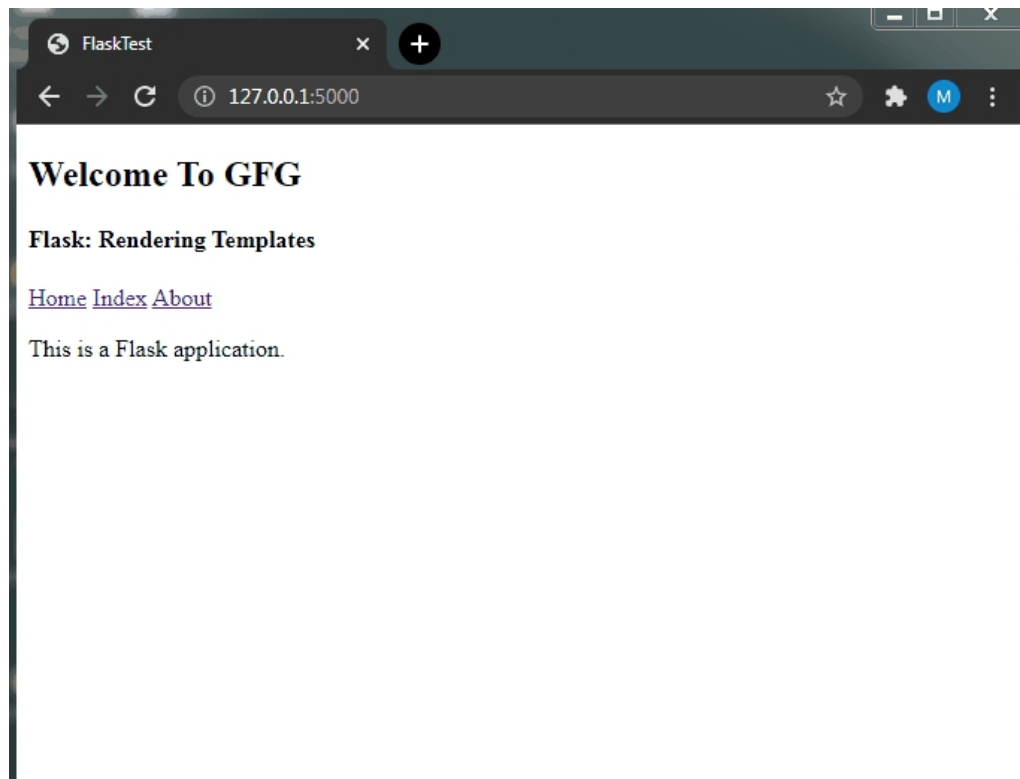 FlaskTest
127.0.0.1:5000
M
Welcome To GFG
Flask: Rendering Templates
Home Index About
This is a Flask application.